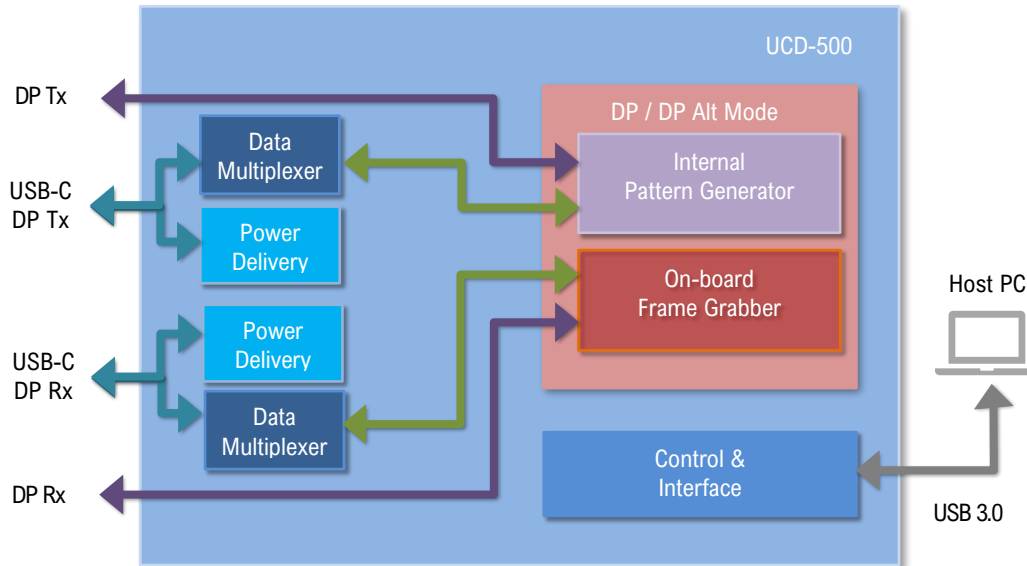 UCD-500
DP Tx
DP / DP Alt Mode
Data
Multiplexer
Internal
Pattern Generator
USB-C
DP Tx
Power
Delivery
On-board
Frame Grabber
Host PC
Power
Delivery
USB-C
DP Rx
Data
Multiplexer
Control &
Interface
DP Rx
USB 3.0